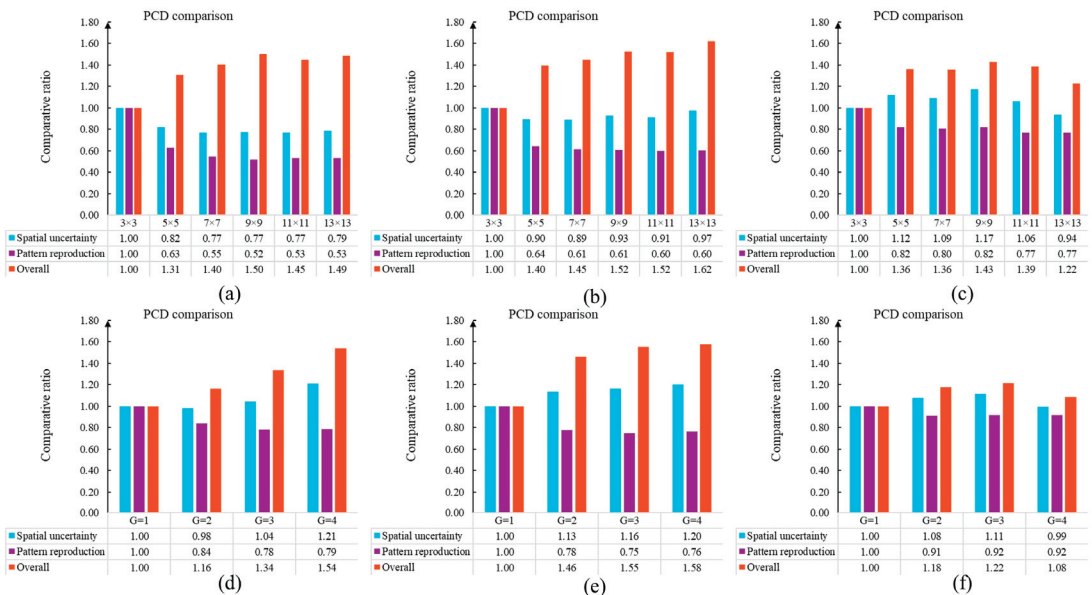 PCD comparison
1.80
1.60
1.40
1.20
1.00
0.80
0.60
0.40
0.20
0.00
Comparative ratio
3×3 5×5 7×7 9×9 11×11 13×13
Spatial uncertainty 1.00 0.82 0.77 0.77 0.77 0.79
Pattern reproduction 1.00 0.63 0.55 0.52 0.53 0.53
Overall 1.00 1.31 1.40 1.50 1.45 1.49
(a)
PCD comparison
1.80
1.60
1.40
1.20
1.00
0.80
0.60
0.40
0.20
0.00
Comparative ratio
3×3 5×5 7×7 9×9 11×11 13×13
Spatial uncertainty 1.00 0.90 0.89 0.93 0.91 0.97
Pattern reproduction 1.00 0.64 0.61 0.61 0.60 0.60
Overall 1.00 1.40 1.45 1.52 1.52 1.62
(b)
PCD comparison
1.80
1.60
1.40
1.20
1.00
0.80
0.60
0.40
0.20
0.00
Comparative ratio
3×3 5×5 7×7 9×9 11×11 13×13
Spatial uncertainty 1.00 1.12 1.09 1.17 1.06 0.94
Pattern reproduction 1.00 0.82 0.80 0.82 0.77 0.77
Overall 1.00 1.36 1.36 1.43 1.39 1.22
(c)
PCD comparison
1.80
1.60
1.40
1.20
1.00
0.80
0.60
0.40
0.20
0.00
Comparative ratio
G=1 G=2 G=3 G=4
Spatial uncertainty 1.00 0.98 1.04 1.21
Pattern reproduction 1.00 0.84 0.78 0.79
Overall 1.00 1.16 1.34 1.54
(d)
PCD comparison
1.80
1.60
1.40
1.20
1.00
0.80
0.60
0.40
0.20
0.00
Comparative ratio
G=1 G=2 G=3 G=4
Spatial uncertainty 1.00 1.13 1.16 1.20
Pattern reproduction 1.00 0.78 0.75 0.76
Overall 1.00 1.46 1.55 1.58
(e)
PCD comparison
1.80
1.60
1.40
1.20
1.00
0.80
0.60
0.40
0.20
0.00
Comparative ratio
G=1 G=2 G=3 G=4
Spatial uncertainty 1.00 1.08 1.11 0.99
Pattern reproduction 1.00 0.91 0.92 0.92
Overall 1.00 1.18 1.22 1.08
(f)